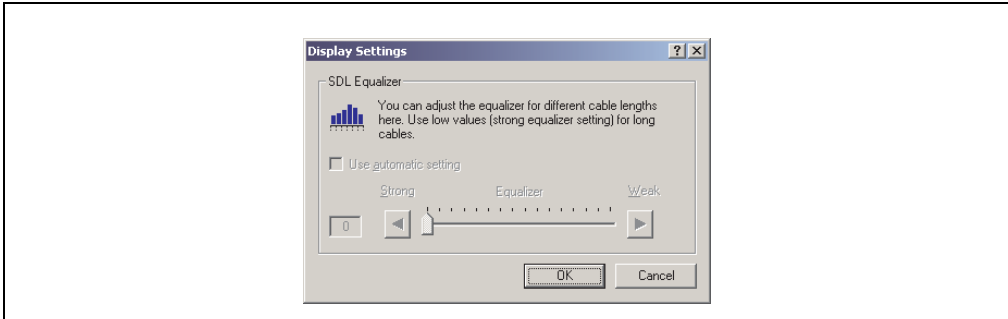 Display Settings
SDL Equalizer
You can adjust the equalizer for different cable lengths
here. Use low values (strong equalizer setting) for long
cables.
Use automatic setting
Strong Equalizer Weak
0
OK Cancel